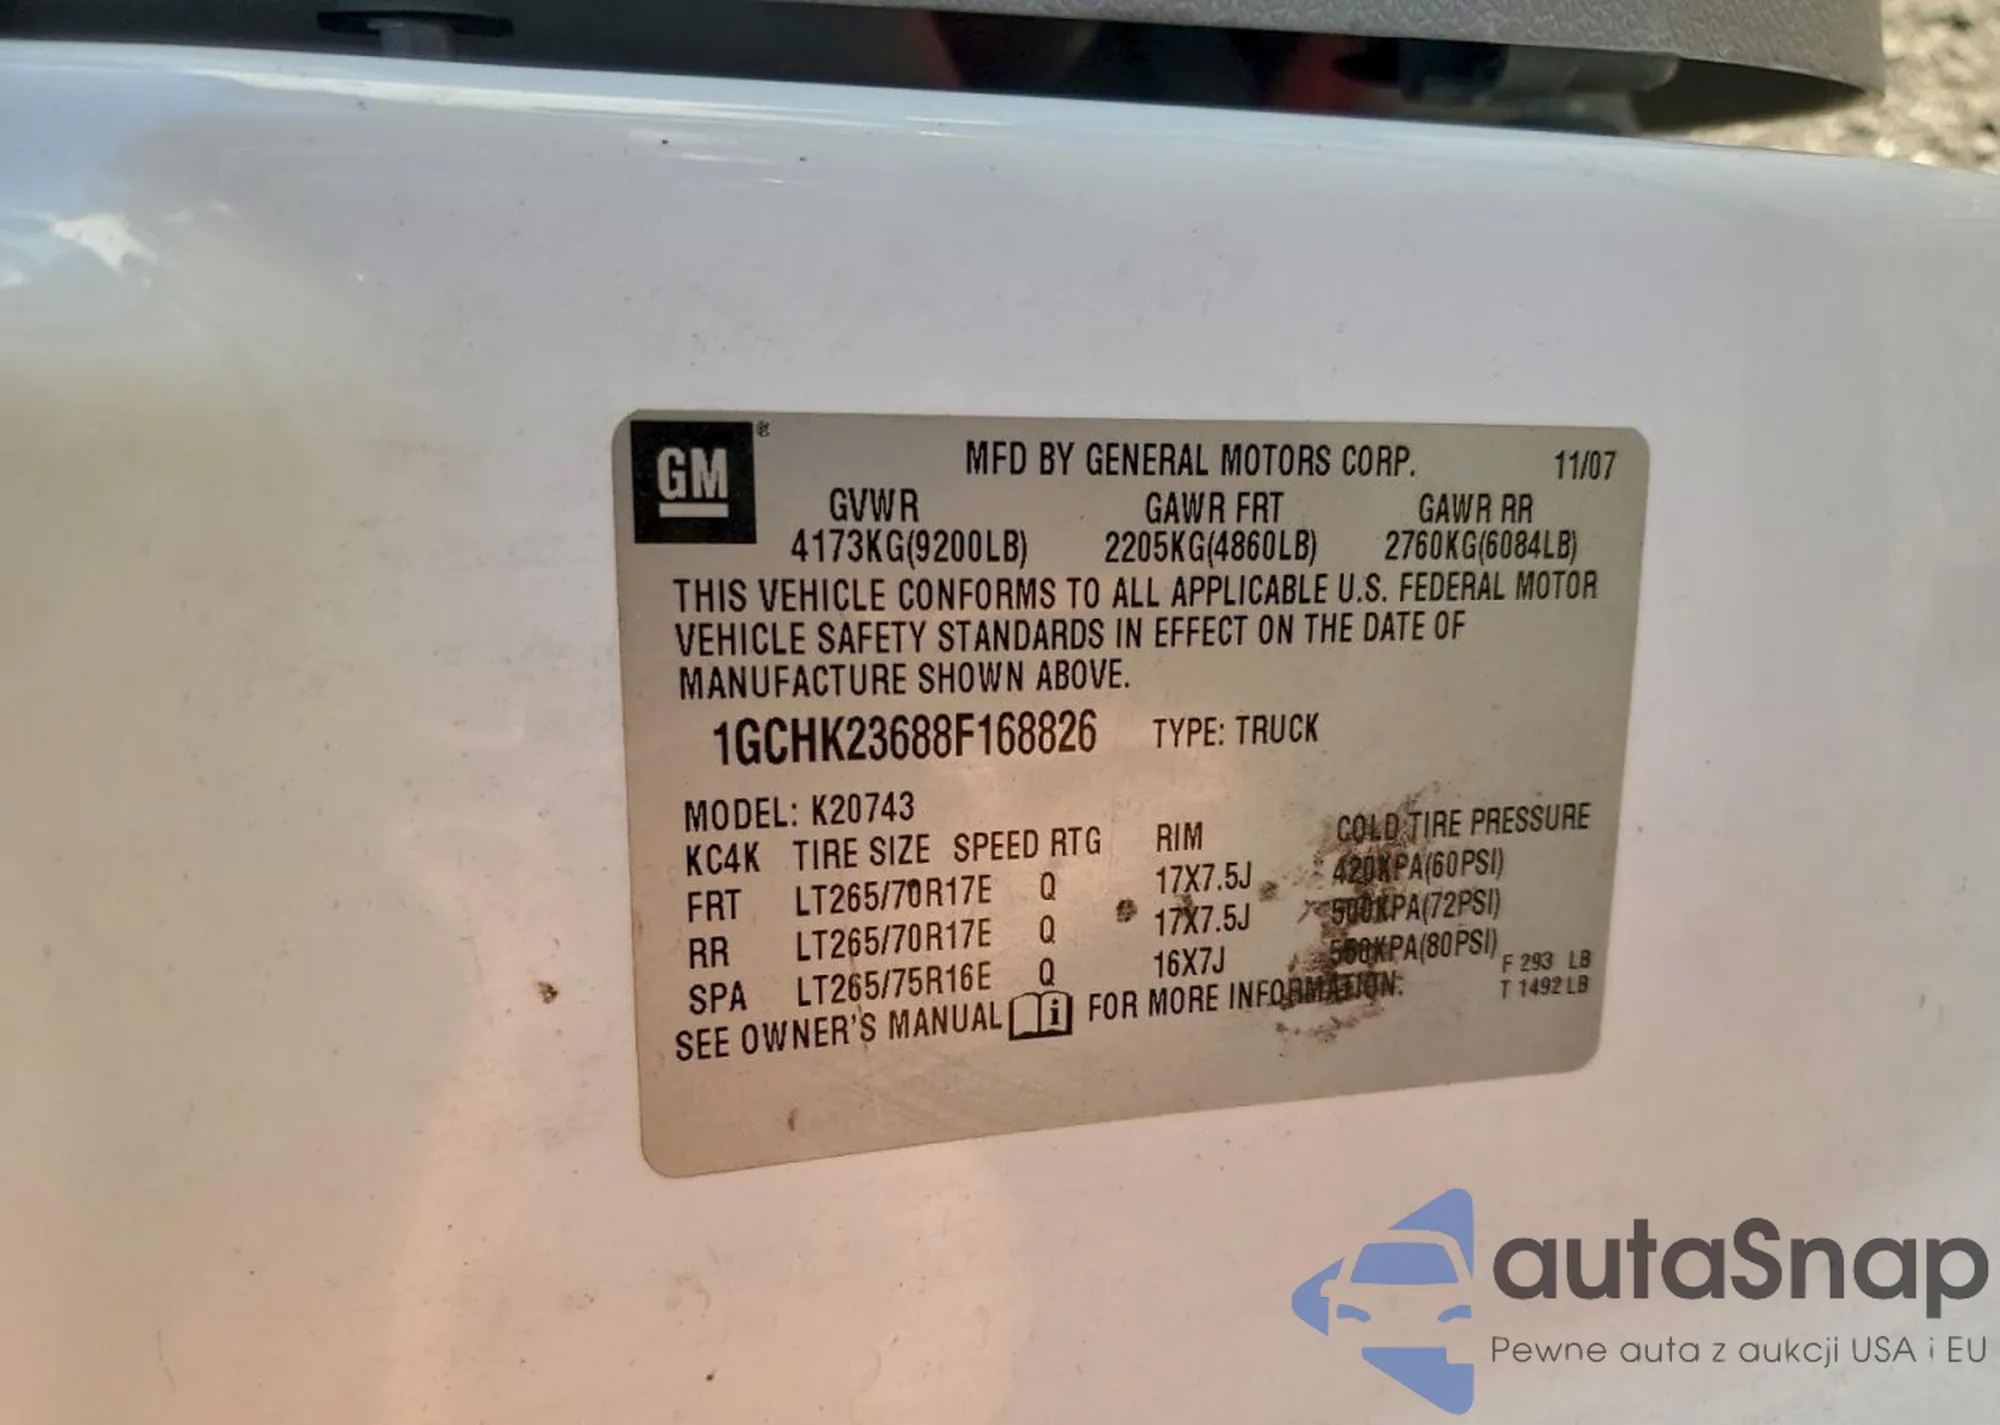 GM®
MFD BY GENERAL MOTORS CORP. 11/07
GVWR GAWR FRT GAWR RR
4173KG(9200LB) 2205KG(4860LB) 2760KG(6084LB)
THIS VEHICLE CONFORMS TO ALL APPLICABLE U.S. FEDERAL MOTOR
VEHICLE SAFETY STANDARDS IN EFFECT ON THE DATE OF
MANUFACTURE SHOWN ABOVE.
1GCHK23688F168826 TYPE: TRUCK
MODEL: K20743
KC4K TIRE SIZE SPEED RTG RIM COLD TIRE PRESSURE
FRT LT265/70R17E Q 17X7.5J 420KPA(60PSI)
RR LT265/70R17E Q 17X7.5J 500KPA(72PSI)
SPA LT265/75R16E Q 16X7J 550KPA(80PSI)
F 293 LB
T 1492 LB
SEE OWNER'S MANUAL i FOR MORE INFORMATION.
autaSnap
Pewne auta z aukcji USA i EU